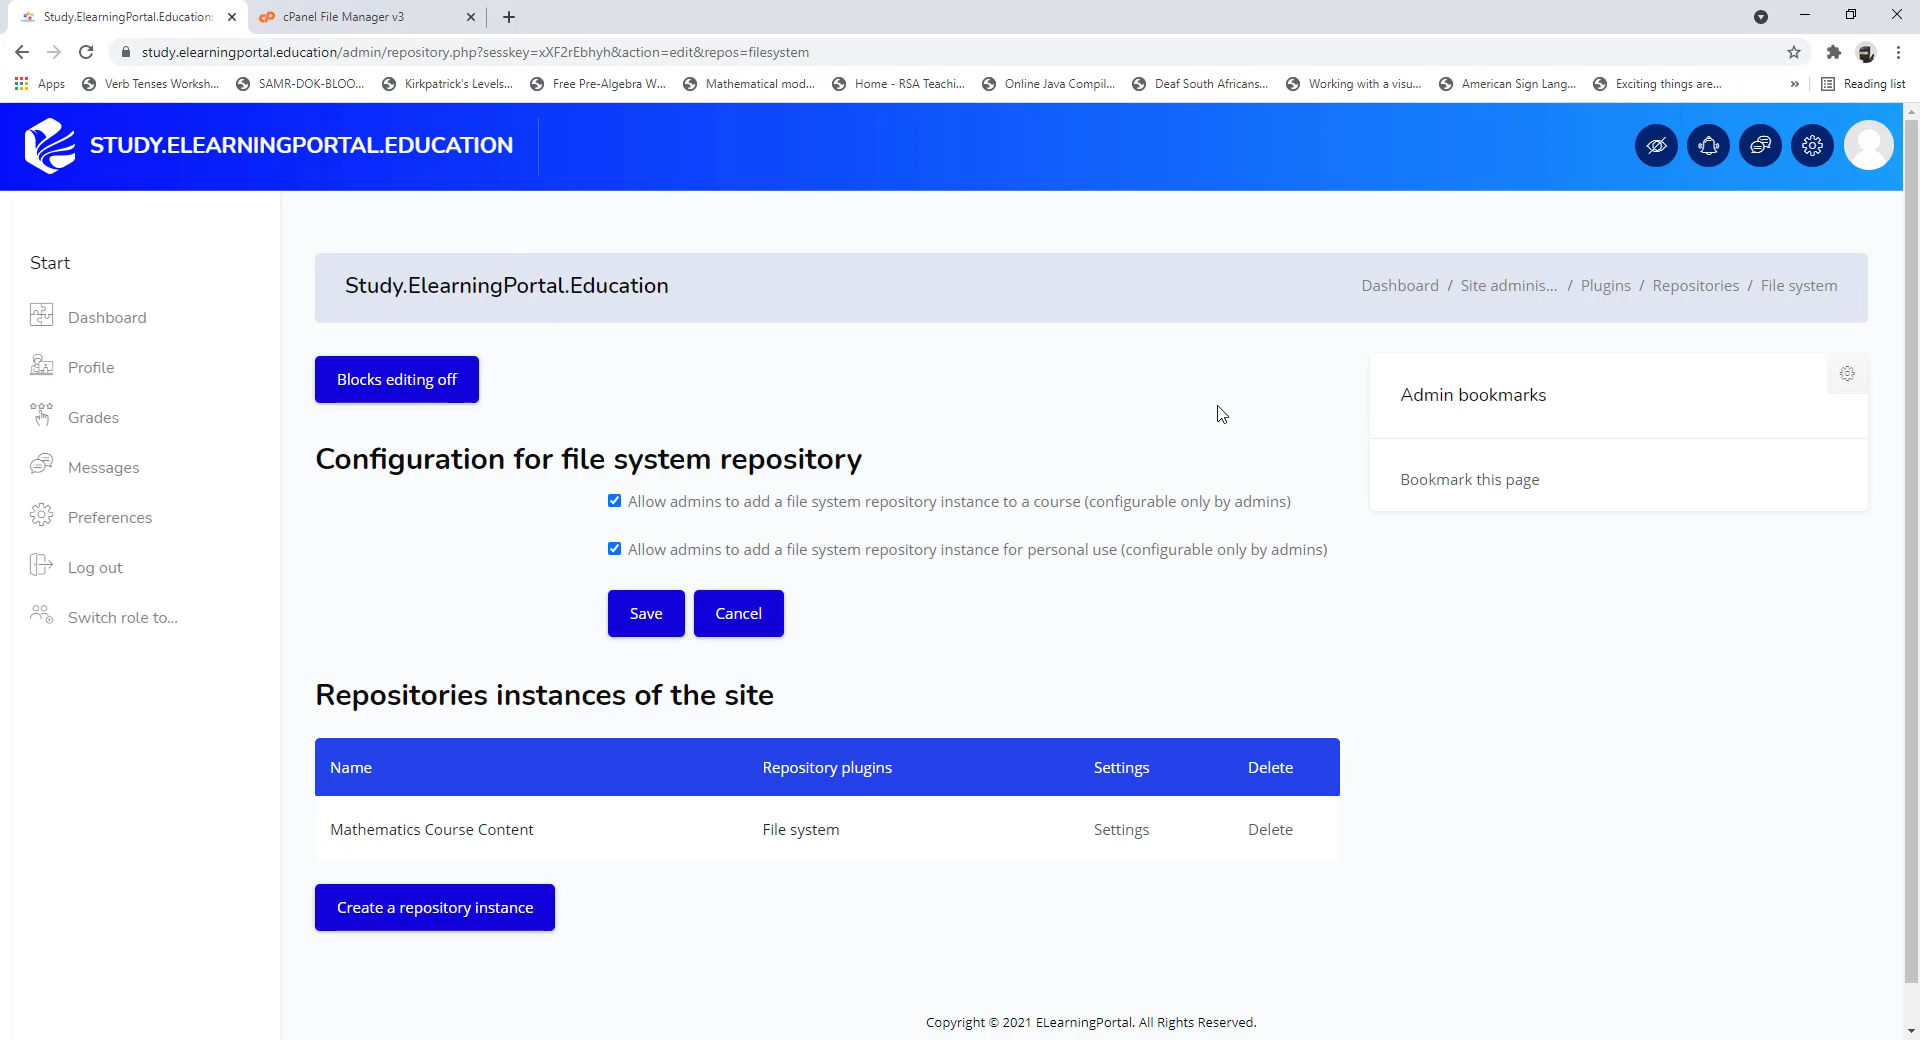 Study.ElearningPortal.Education:
cPanel File Manager v3
study.elearningportal.education/admin/repository.php?sesskey=xXF2rEbhyh&action=edit&repos=filesystem
Apps
Verb Tenses Worksh...
SAMR-DOK-BLOO...
Kirkpatrick's Levels...
Free Pre-Algebra W...
Mathematical mod...
Home - RSA Teachi...
Online Java Compil...
Deaf South Africans...
Working with a visu...
American Sign Lang...
Exciting things are...
»
Reading list
STUDY.ELEARNINGPORTAL.EDUCATION
Start
Dashboard
Profile
Grades
Messages
Preferences
Log out
Switch role to...
Study.ElearningPortal.Education
Dashboard / Site adminis... / Plugins / Repositories / File system
Blocks editing off
Admin bookmarks
Bookmark this page
Configuration for file system repository
Allow admins to add a file system repository instance to a course (configurable only by admins)
Allow admins to add a file system repository instance for personal use (configurable only by admins)
Save
Cancel
Repositories instances of the site
Name Repository plugins Settings Delete
Mathematics Course Content File system Settings Delete
Create a repository instance
Copyright © 2021 ELearningPortal. All Rights Reserved.